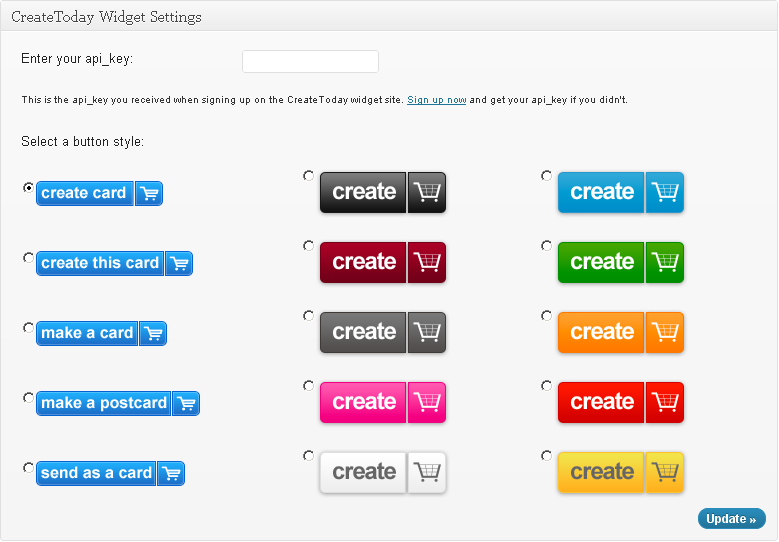 CreateToday Widget Settings
Enter your api_key:
This is the api_key you received when signing up on the CreateToday widget site. Sign up now and get your api_key if you didn't.
Select a button style:
create card
create
create
create this card
create
create
make a card
create
create
make a postcard
create
create
send as a card
create
create
Update »